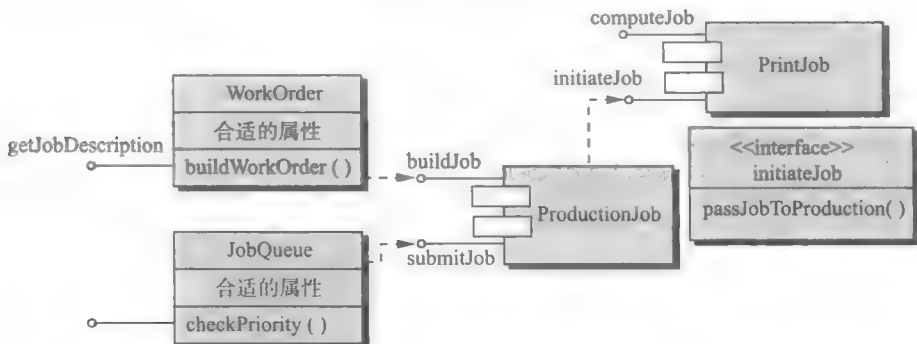 computeJob
PrintJob
initiateJob
WorkOrder
合适的属性
getJobDescription
buildWorkOrder ( )
<<interface>>
initiateJob
passJobToProduction( )
buildJob
ProductionJob
submitJob
JobQueue
合适的属性
checkPriority ( )